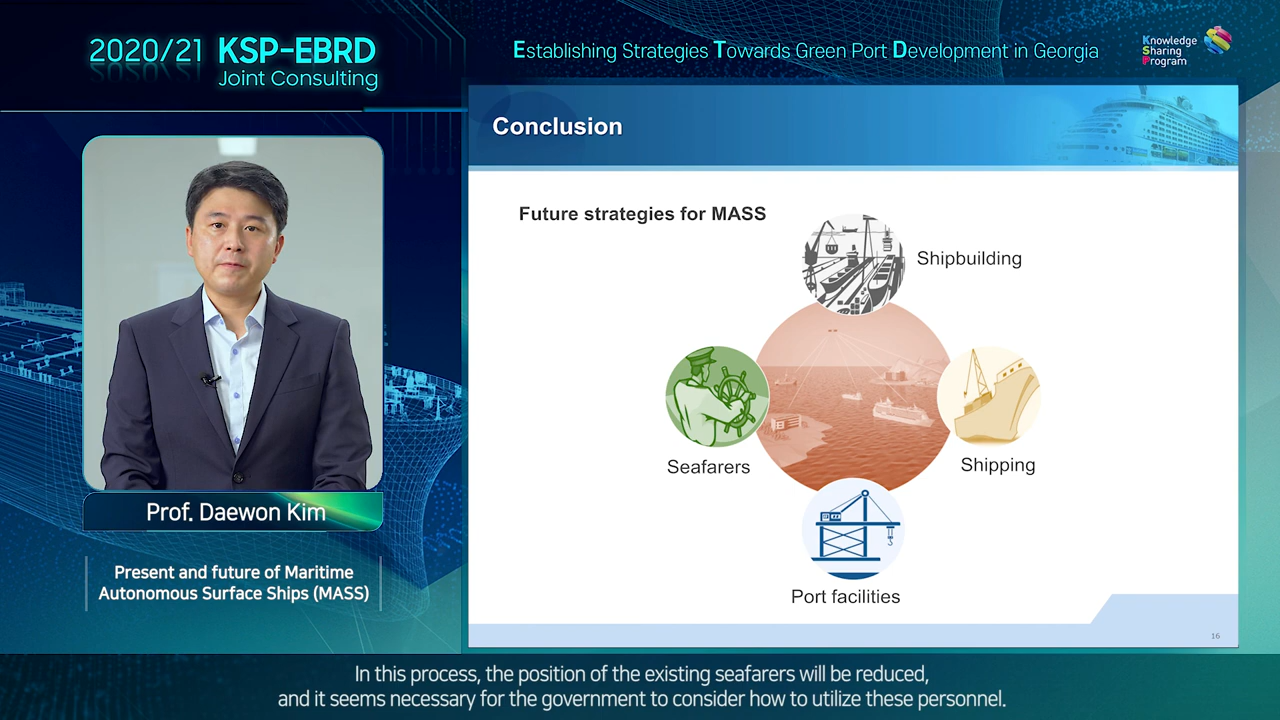 2020/21 KSP-EBRD
Joint Consulting
Establishing Strategies Towards Green Port Development in Georgia
Knowledge
Sharing
Program
Conclusion
Future strategies for MASS
Shipbuilding
Seafarers
Shipping
Port facilities
16
Prof. Daewon Kim
Present and future of Maritime
Autonomous Surface Ships (MASS)
In this process, the position of the existing seafarers will be reduced,
and it seems necessary for the government to consider how to utilize these personnel.